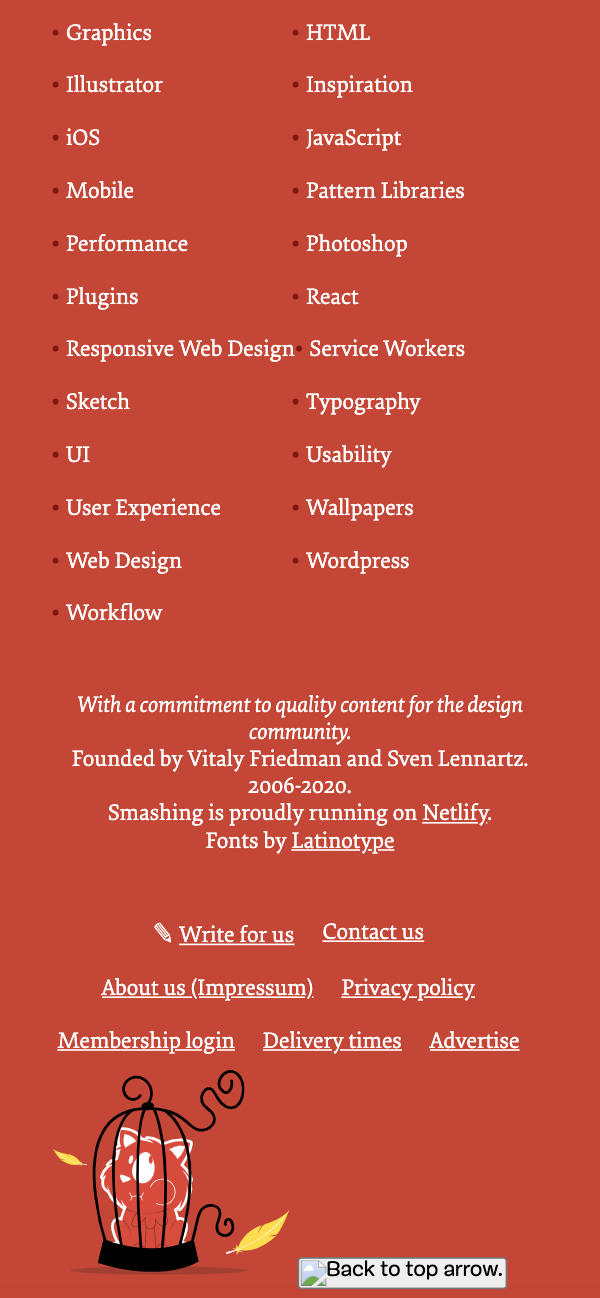 • Graphics • HTML
• Illustrator • Inspiration
• iOS • JavaScript
• Mobile • Pattern Libraries
• Performance • Photoshop
• Plugins • React
• Responsive Web Design • Service Workers
• Sketch • Typography
• UI • Usability
• User Experience • Wallpapers
• Web Design • Wordpress
• Workflow
With a commitment to quality content for the design
community.
Founded by Vitaly Friedman and Sven Lennartz.
2006-2020.
Smashing is proudly running on Netlify.
Fonts by Latinotype
✎ Write for us Contact us
About us (Impressum) Privacy policy
Membership login Delivery times Advertise
Back to top arrow.